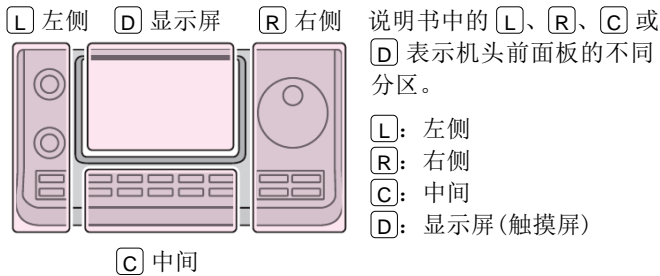 L 左侧
D 显示屏
R 右侧
C 中间
说明书中的 L、R、C 或
D 表示机头前面板的不同
分区。
L：左侧
R：右侧
C：中间
D：显示屏(触摸屏)